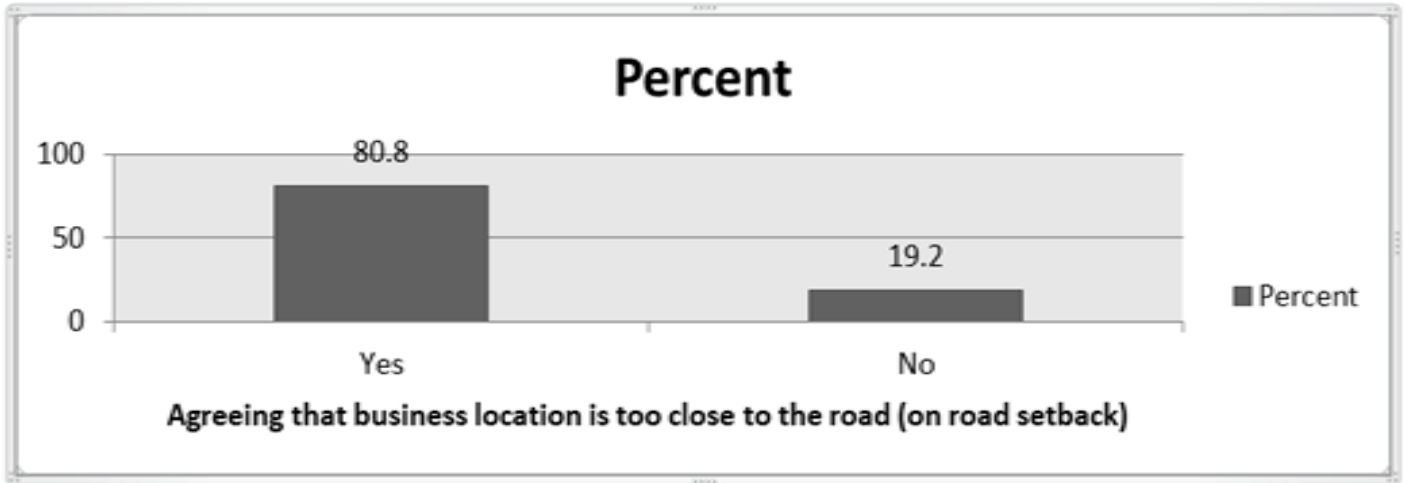 Percent
100
80.8
50
19.2
0
Percent
Yes
No
Agreeing that business location is too close to the road (on road setback)